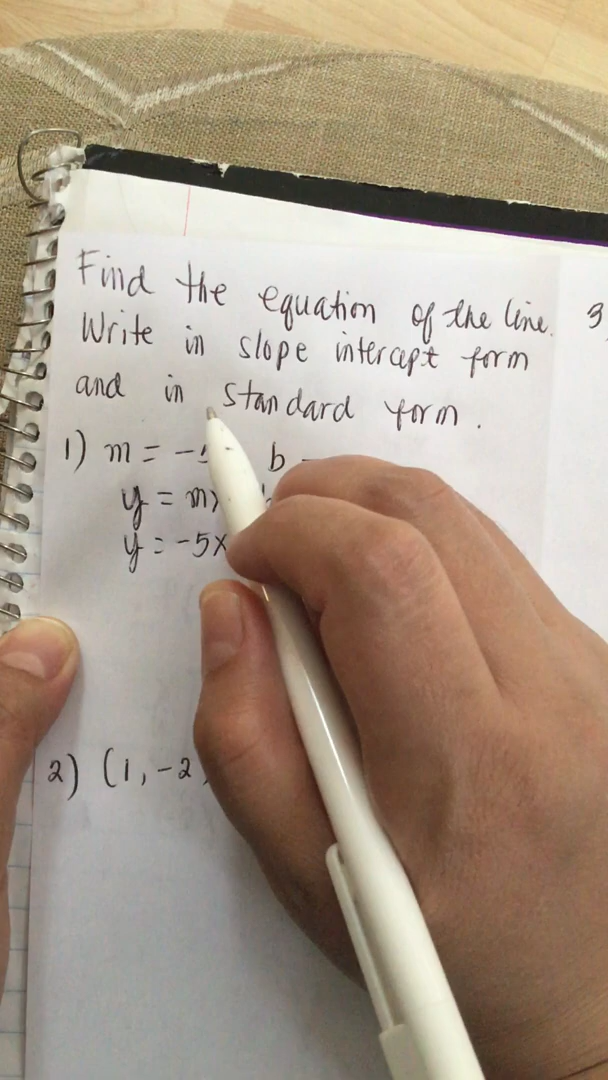 Find the equation of the line.
Write in slope intercept form
and in standard form.
1) m = - b
y = m
y = -5x
2) (1, -2
3